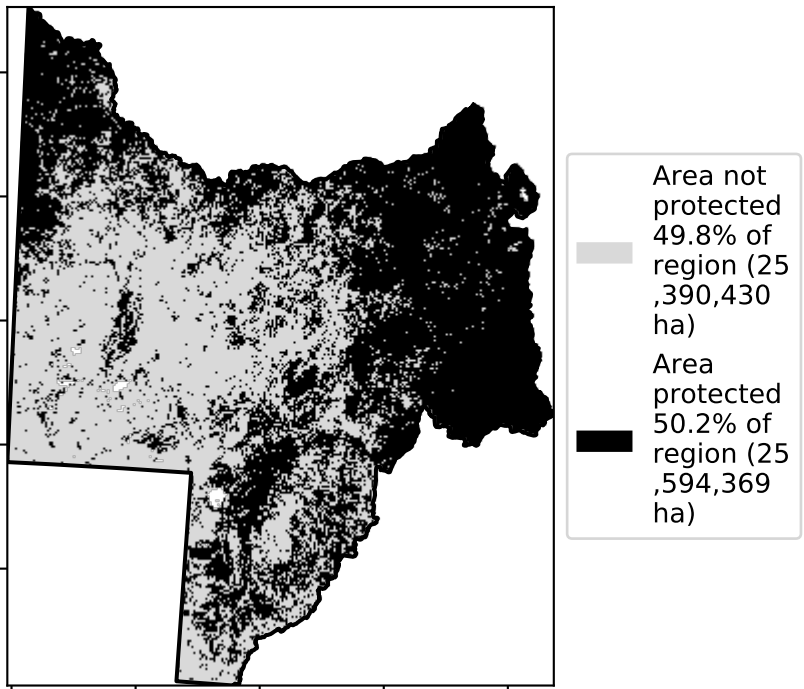 Area not
protected
49.8% of
region (25
,390,430
ha)
Area
protected
50.2% of
region (25
,594,369
ha)